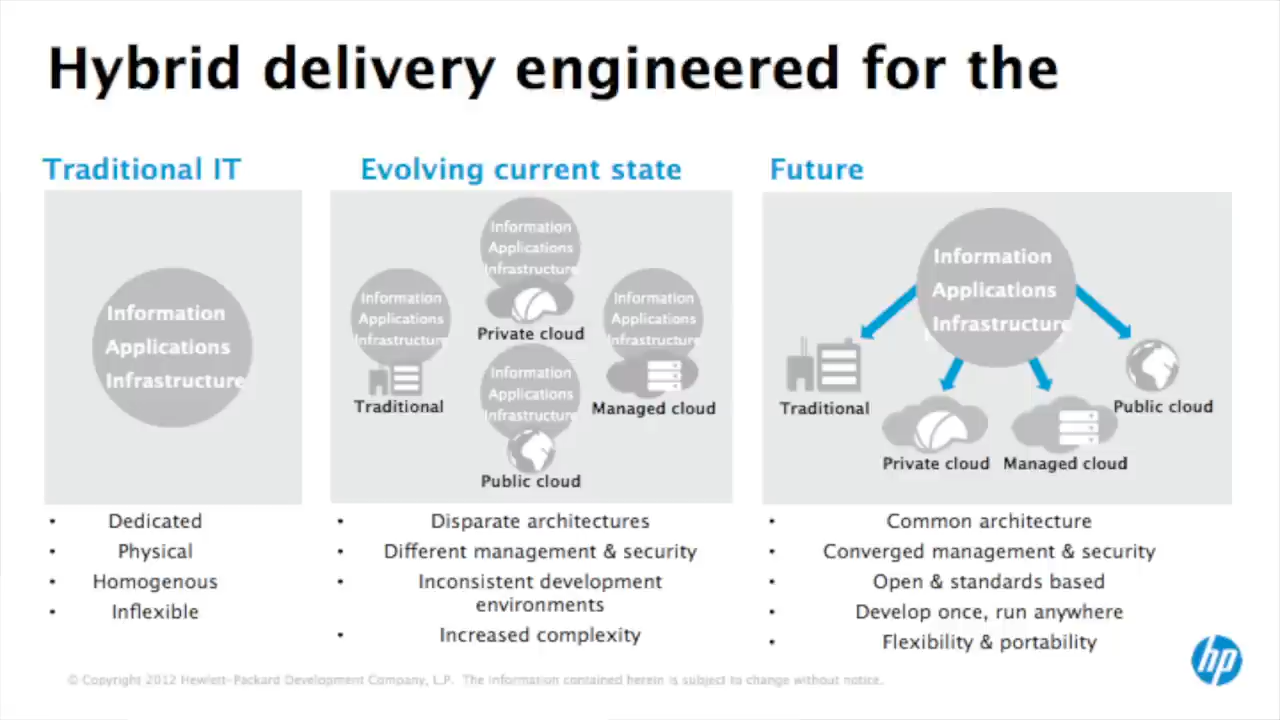 Hybrid delivery engineered for the
Traditional IT
Information
Applications
Infrastructure
• Dedicated
• Physical
• Homogenous
• Inflexible
Evolving current state
Information
Applications
Infrastructure
Private cloud
Information
Applications
Infrastructure
Traditional
Information
Applications
Infrastructure
Managed cloud
Information
Applications
Infrastructure
Public cloud
• Disparate architectures
• Different management & security
• Inconsistent development
environments
• Increased complexity
Future
Information
Applications
Infrastructure
Traditional
Private cloud
Managed cloud
Public cloud
• Common architecture
• Converged management & security
• Open & standards based
• Develop once, run anywhere
• Flexibility & portability
hp
© Copyright 2012 Hewlett-Packard Development Company, L.P. The information contained herein is subject to change without notice.